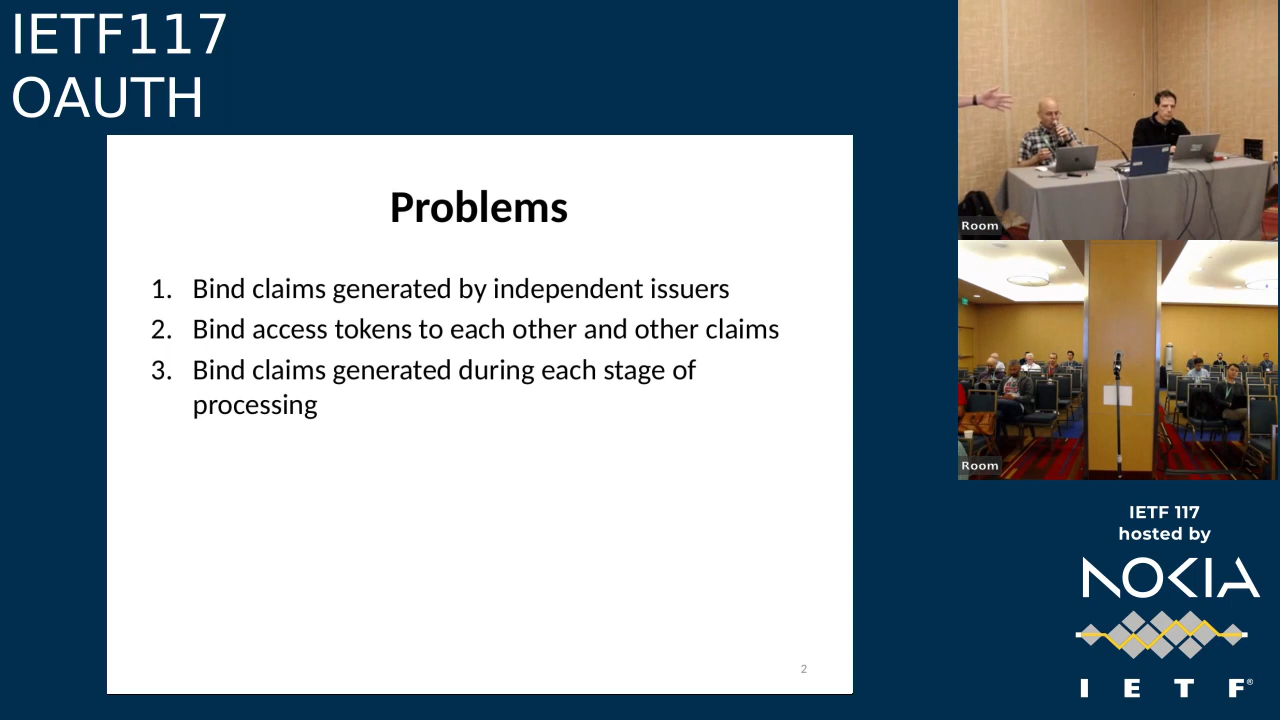 IETF117
OAUTH
Problems
1. Bind claims generated by independent issuers
2. Bind access tokens to each other and other claims
3. Bind claims generated during each stage of
processing
2
Room
Room
IETF 117
hosted by
NOKIA
I E T F®